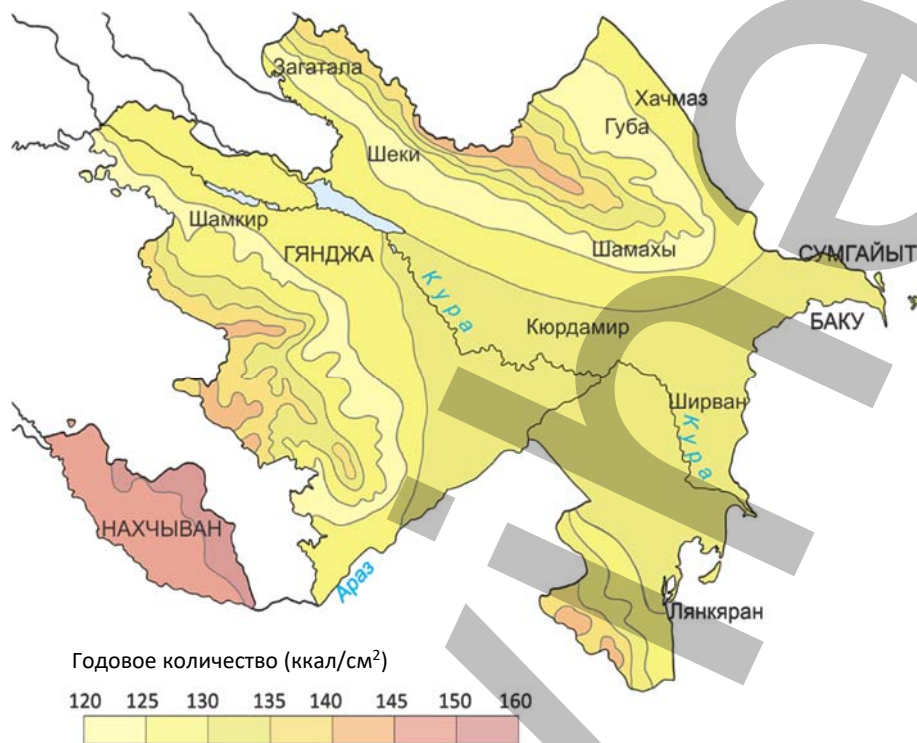 Загатала
Хачмаз
Губа
Шеки
Шамкир
ГЯНДЖА
Шамахы
СУМГАЙЫТ
Кура
Кюрдамир
БАКУ
Ширван
Кура
НАХЧЫВАН
Араз
Лянкяран
Годовое количество (ккал/см²)
120 125 130 135 140 145 150 160